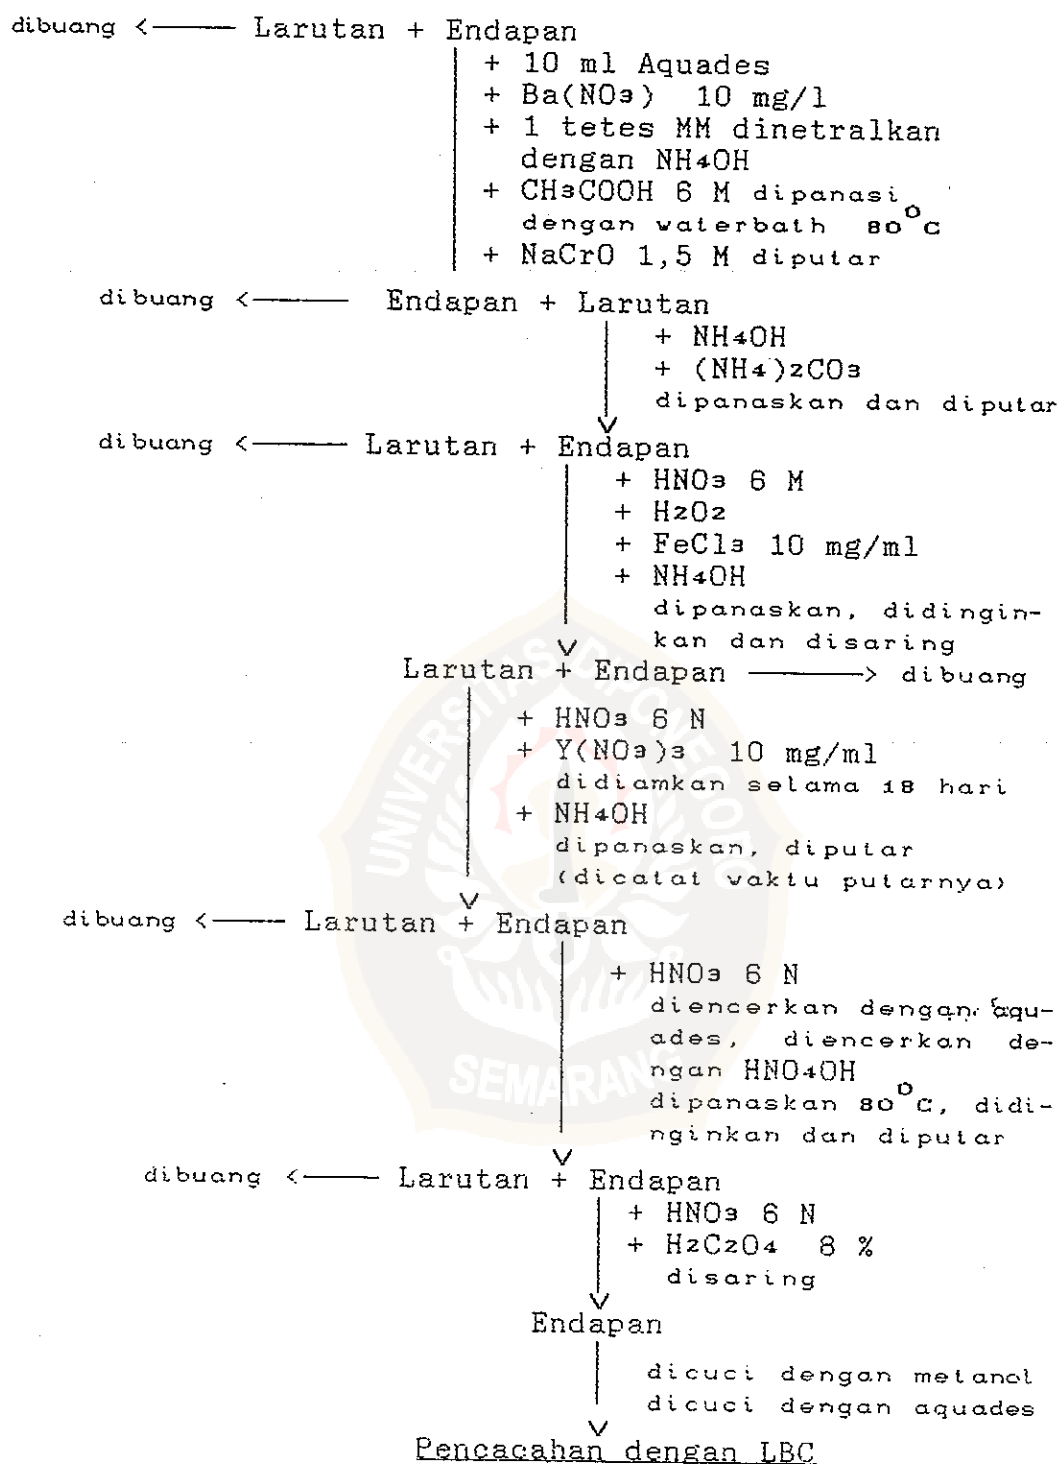 dibuang <—— Larutan + Endapan
+ 10 ml Aquades
+ Ba(NO3) 10 mg/l
+ 1 tetes MM dinetralkan
dengan NH4OH
+ CH3COOH 6 M dipanasi
dengan waterbath 80°C
+ NaCrO 1,5 M diputar
dibuang <—— Endapan + Larutan
+ NH4OH
+ (NH4)2CO3
dipanaskan dan diputar
dibuang <—— Larutan + Endapan
+ HNO3 6 M
+ H2O2
+ FeCl3 10 mg/ml
+ NH4OH
dipanaskan, didingin-
kan dan disaring
Larutan + Endapan ——> dibuang
+ HNO3 6 N
+ Y(NO3)3 10 mg/ml
didiamkan selama 18 hari
+ NH4OH
dipanaskan, diputar
(dicatat waktu putarnya)
dibuang <—— Larutan + Endapan
+ HNO3 6 N
diencerkan dengan aqu-
ades, diencerkan de-
ngan HNO4OH
dipanaskan 80°C, didi-
nginkan dan diputar
dibuang <—— Larutan + Endapan
+ HNO3 6 N
+ H2C2O4 8 %
disaring
Endapan
dicuci dengan metanol
dicuci dengan aquades
Pencacahan dengan LBC
UNIVERSITAS DIPONEGORO
SEMARANG